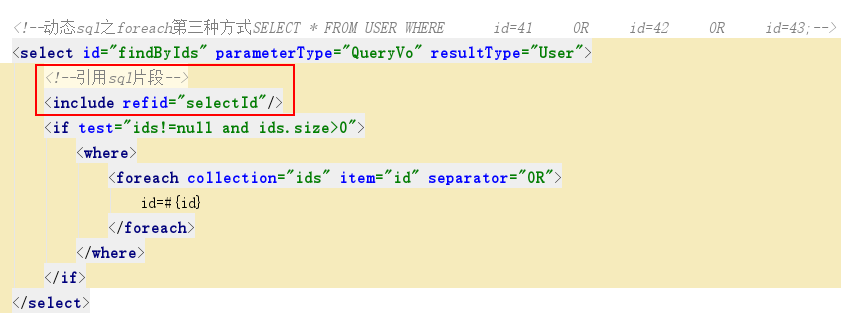 <!--动态sql之foreach第三种方式SELECT * FROM USER WHERE id=41 OR id=42 OR id=43;-->
<select id="findByIds" parameterType="QueryVo" resultType="User">
<!--引用sql片段-->
<include refid="selectId"/>
<if test="ids!=null and ids.size>0">
<where>
<foreach collection="ids" item="id" separator="OR">
id=#{id}
</foreach>
</where>
</if>
</select>